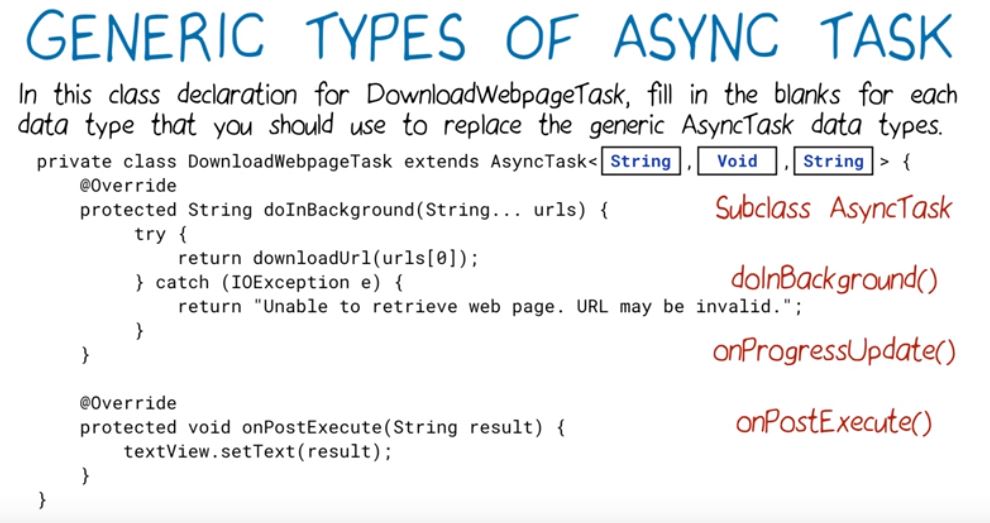 GENERIC TYPES OF ASYNC TASK
In this class declaration for DownloadWebpageTask, fill in the blanks for each
data type that you should use to replace the generic AsyncTask data types.
private class DownloadWebpageTask extends AsyncTask< String , Void , String > {
@Override
protected String doInBackground(String... urls) {
Subclass AsyncTask
try {
return downloadUrl(urls[0]);
} catch (IOException e) {
doInBackground()
return "Unable to retrieve web page. URL may be invalid.";
}
}
onProgressUpdate()
@Override
protected void onPostExecute(String result) {
onPostExecute()
textView.setText(result);
}
}